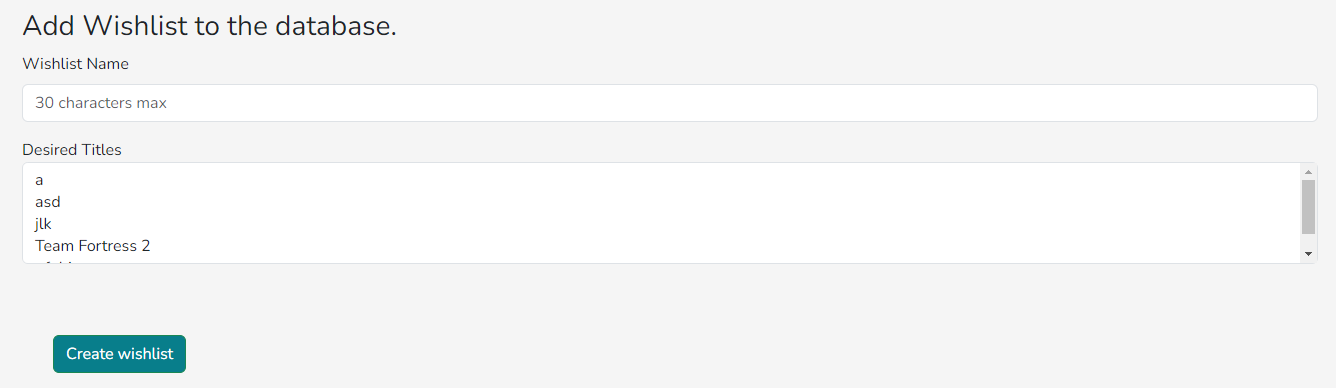 Add Wishlist to the database.
Wishlist Name
30 characters max
Desired Titles
a
asd
jlk
Team Fortress 2
Create wishlist